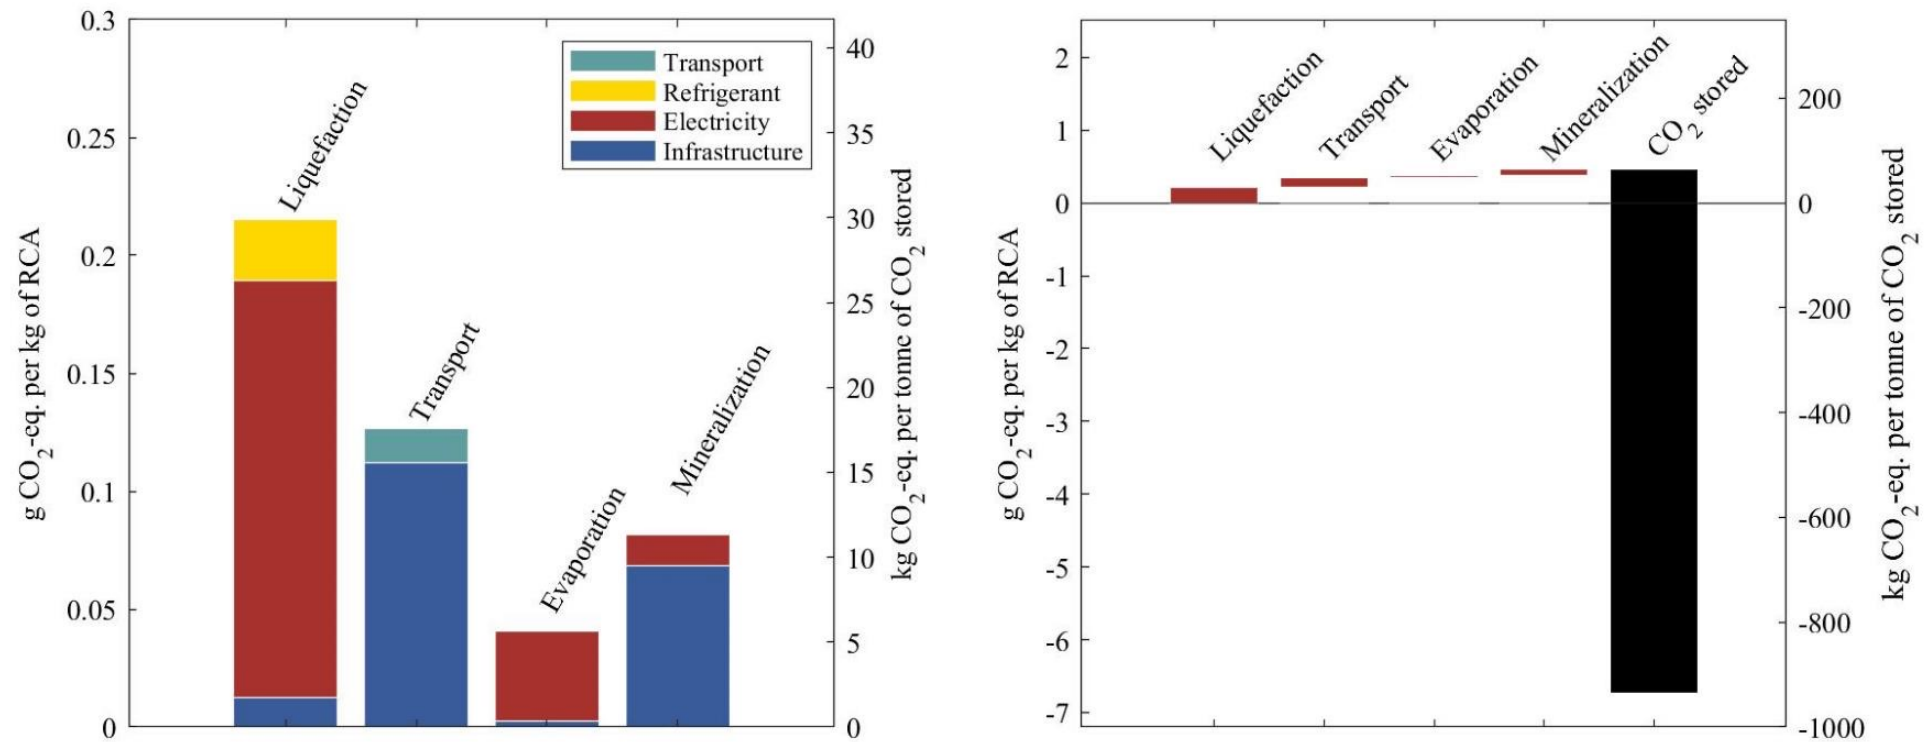 g CO2-eq. per kg of RCA
0.3
0.25
0.2
0.15
0.1
0.05
0
Liquefaction
Transport
Evaporation
Mineralization
Transport
Refrigerant
Electricity
Infrastructure
40
35
30
25
20
15
10
5
0
kg CO2-eq. per tonne of CO2 stored
g CO2-eq. per kg of RCA
2
1
0
-1
-2
-3
-4
-5
-6
-7
Liquefaction
Transport
Evaporation
Mineralization
CO2 stored
200
0
-200
-400
-600
-800
-1000
kg CO2-eq. per tonne of CO2 stored